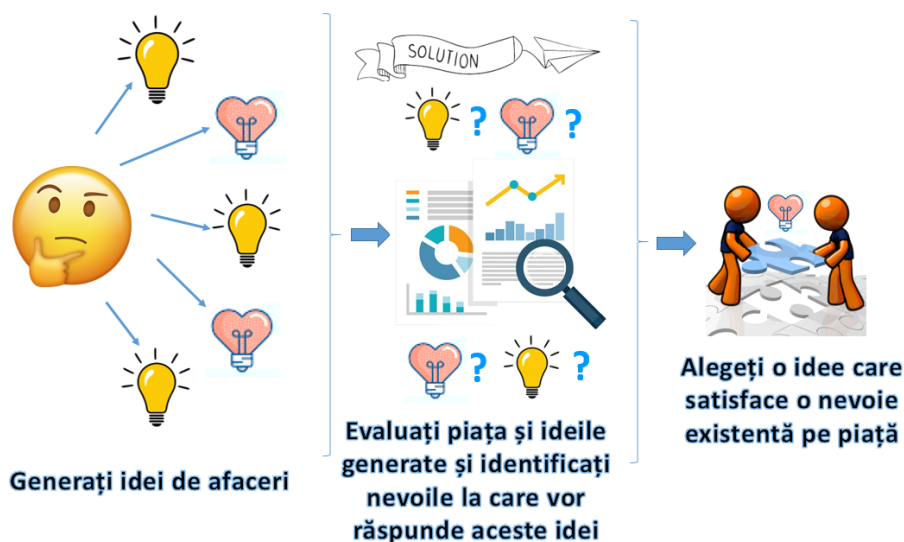 Generați idei de afaceri
SOLUTION
?
?
?
?
Evaluați piața și ideile
generate și identificați
nevoile la care vor
răspunde aceste idei
Alegeți o idee care
satisface o nevoie
existentă pe piață